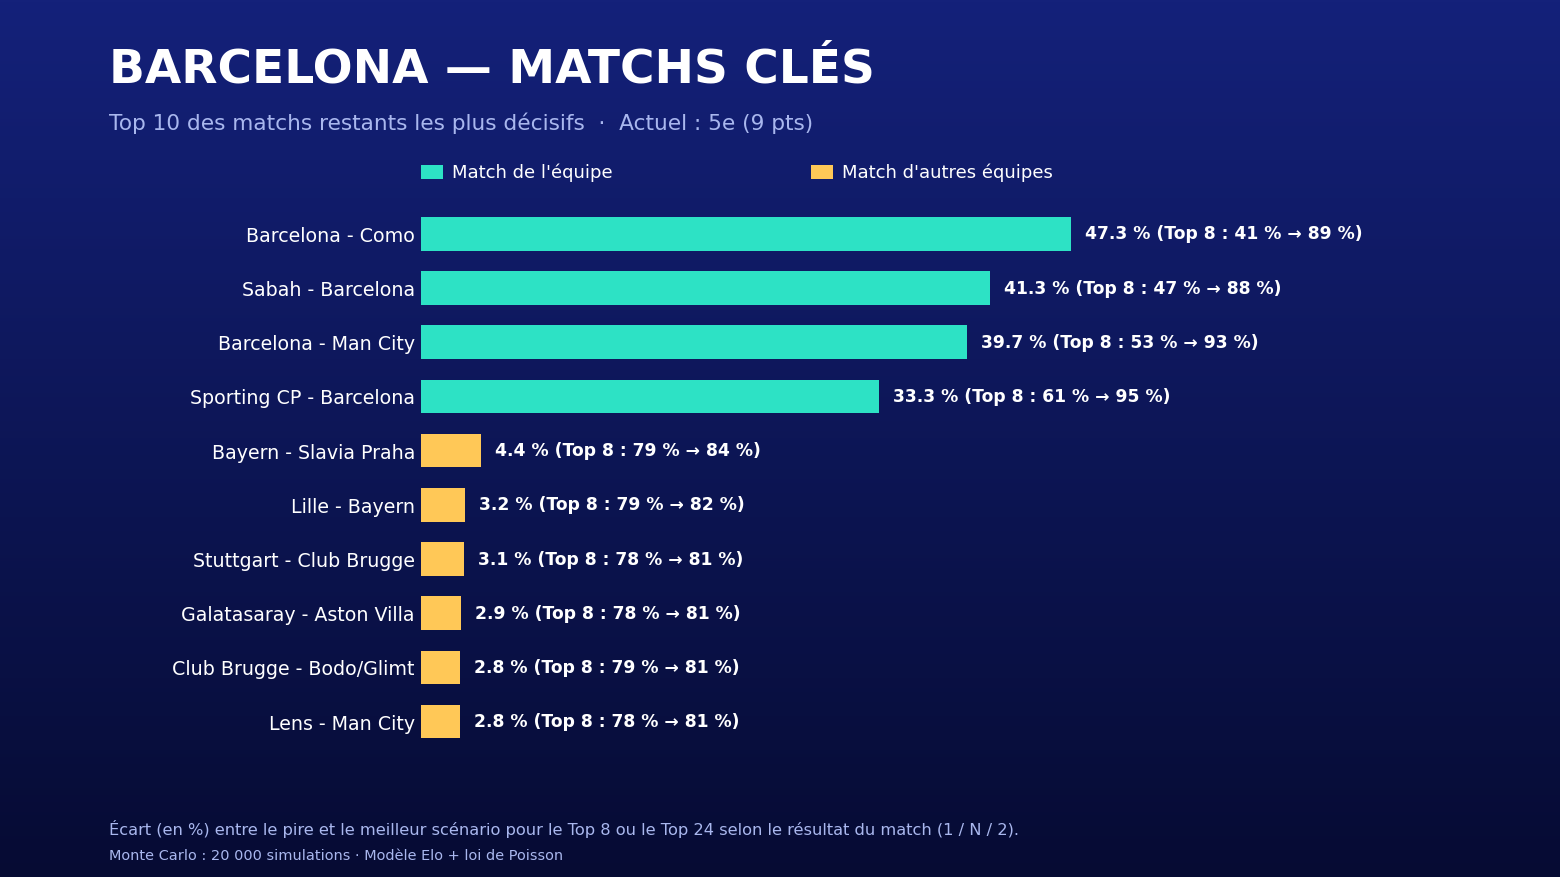 BARCELONA — MATCHS CLÉS
Top 10 des matchs restants les plus décisifs · Actuel : 5e (9 pts)
Match de l'équipe
Match d'autres équipes
Barcelona - Como 47.3 % (Top 8 : 41 % → 89 %)
Sabah - Barcelona 41.3 % (Top 8 : 47 % → 88 %)
Barcelona - Man City 39.7 % (Top 8 : 53 % → 93 %)
Sporting CP - Barcelona 33.3 % (Top 8 : 61 % → 95 %)
Bayern - Slavia Praha 4.4 % (Top 8 : 79 % → 84 %)
Lille - Bayern 3.2 % (Top 8 : 79 % → 82 %)
Stuttgart - Club Brugge 3.1 % (Top 8 : 78 % → 81 %)
Galatasaray - Aston Villa 2.9 % (Top 8 : 78 % → 81 %)
Club Brugge - Bodo/Glimt 2.8 % (Top 8 : 79 % → 81 %)
Lens - Man City 2.8 % (Top 8 : 78 % → 81 %)
Écart (en %) entre le pire et le meilleur scénario pour le Top 8 ou le Top 24 selon le résultat du match (1 / N / 2).
Monte Carlo : 20 000 simulations · Modèle Elo + loi de Poisson